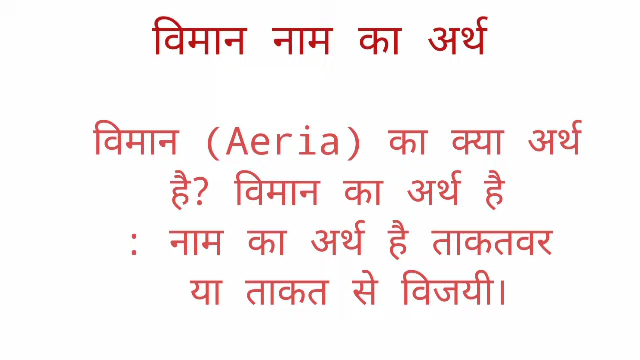 विमान नाम का अर्थ
विमान (Aeria) का क्या अर्थ
है? विमान का अर्थ है
: नाम का अर्थ है ताकतवर
या ताकत से विजयी।